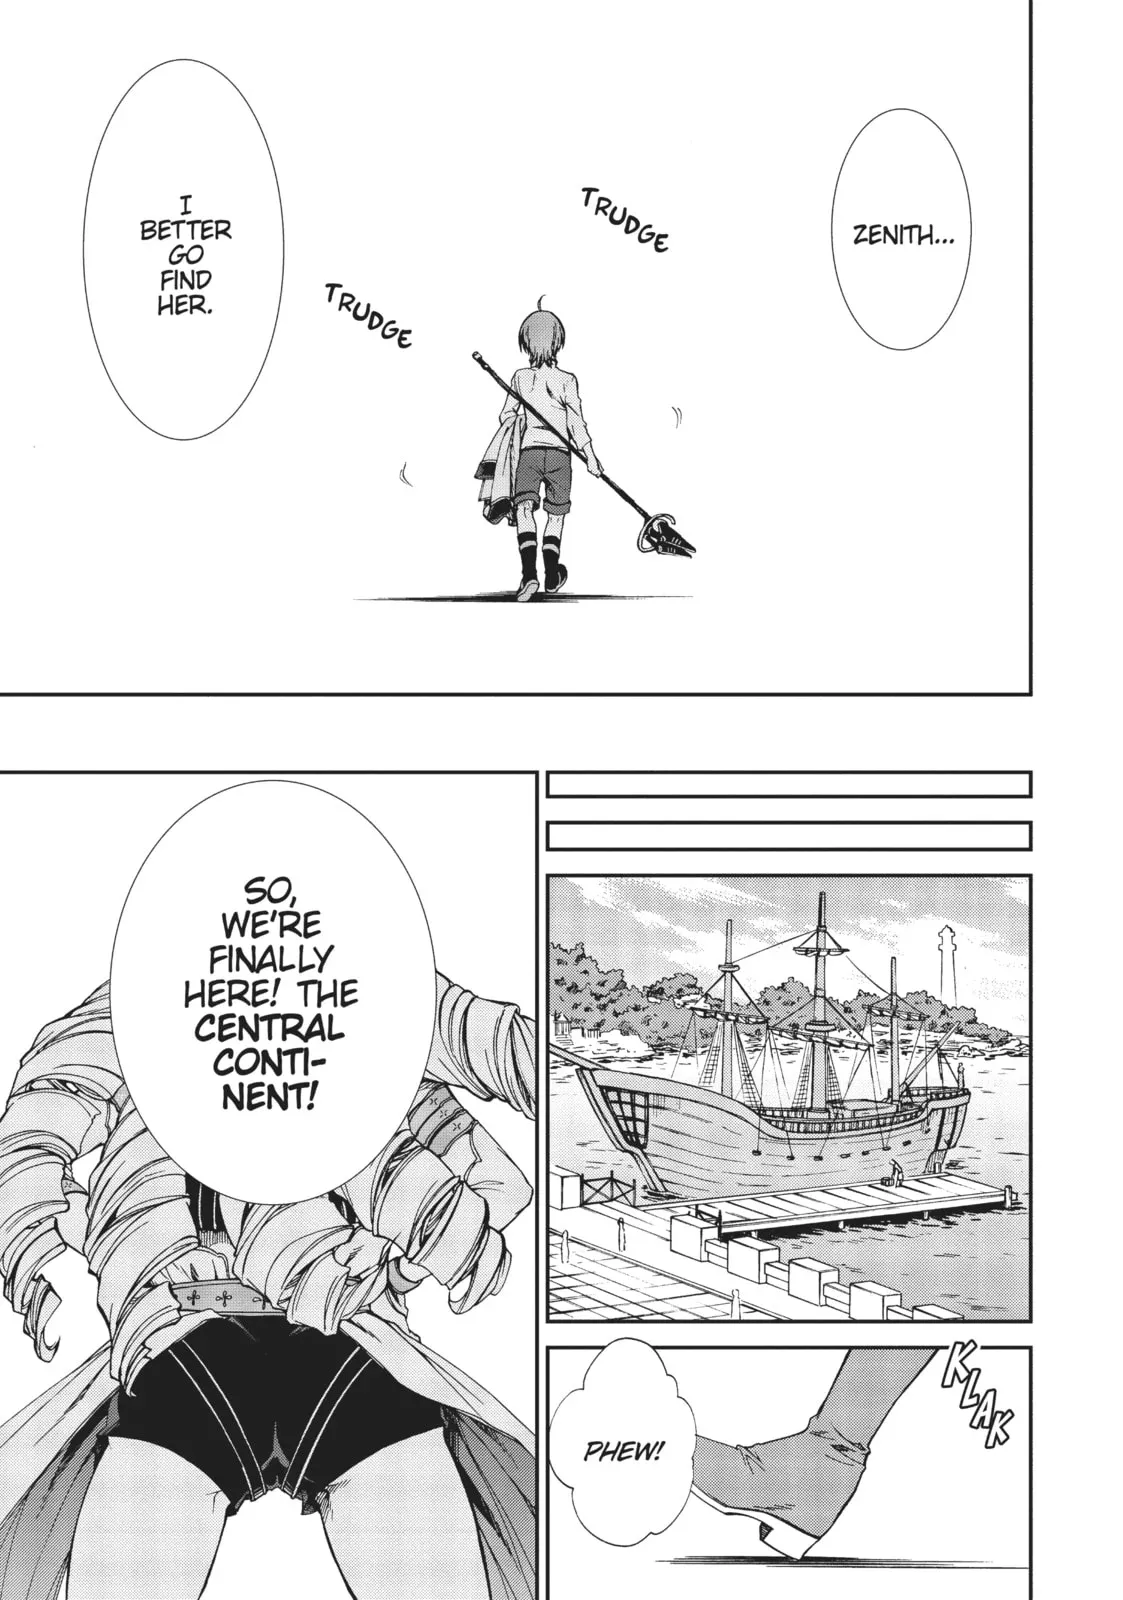 ZENITH...
TRUDGE
TRUDGE
I
BETTER
GO
FIND
HER.
KLAK
PHEW!
SO,
WE'RE
FINALLY
HERE! THE
CENTRAL
CONTI-
NENT!